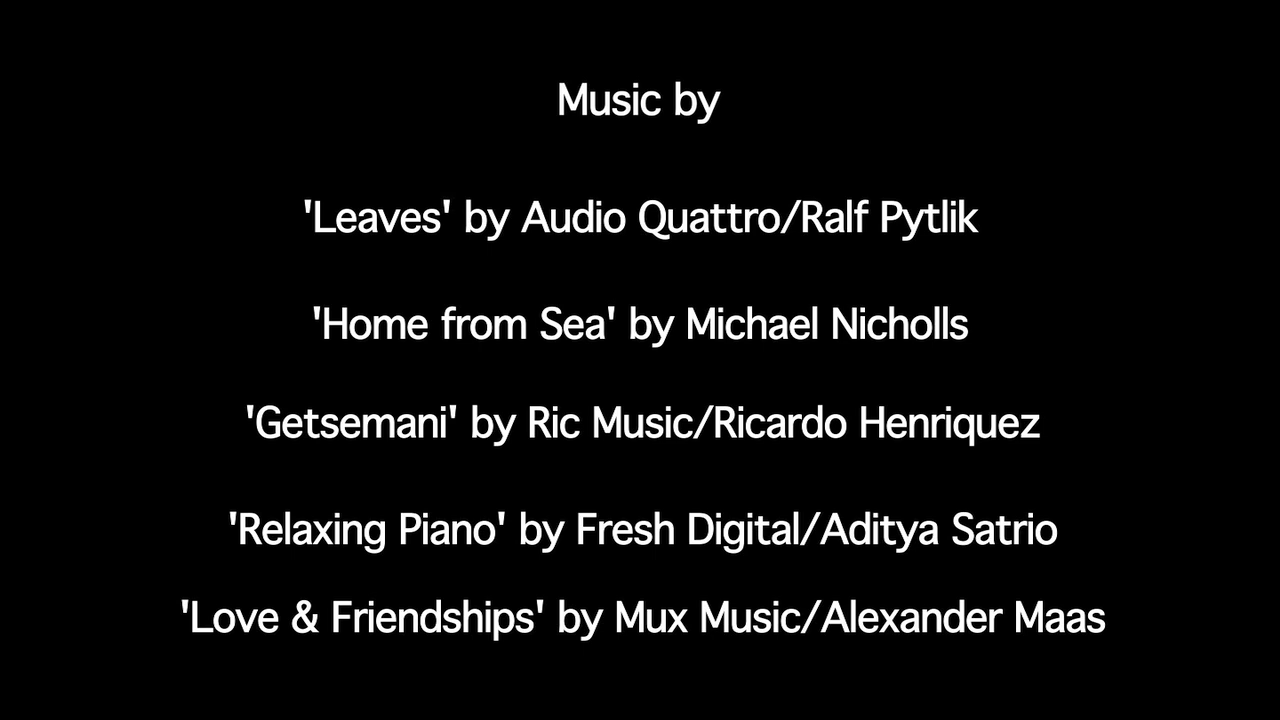 Music by
'Leaves' by Audio Quattro/Ralf Pytlik
'Home from Sea' by Michael Nicholls
'Getsemani' by Ric Music/Ricardo Henriquez
'Relaxing Piano' by Fresh Digital/Aditya Satrio
'Love & Friendships' by Mux Music/Alexander Maas